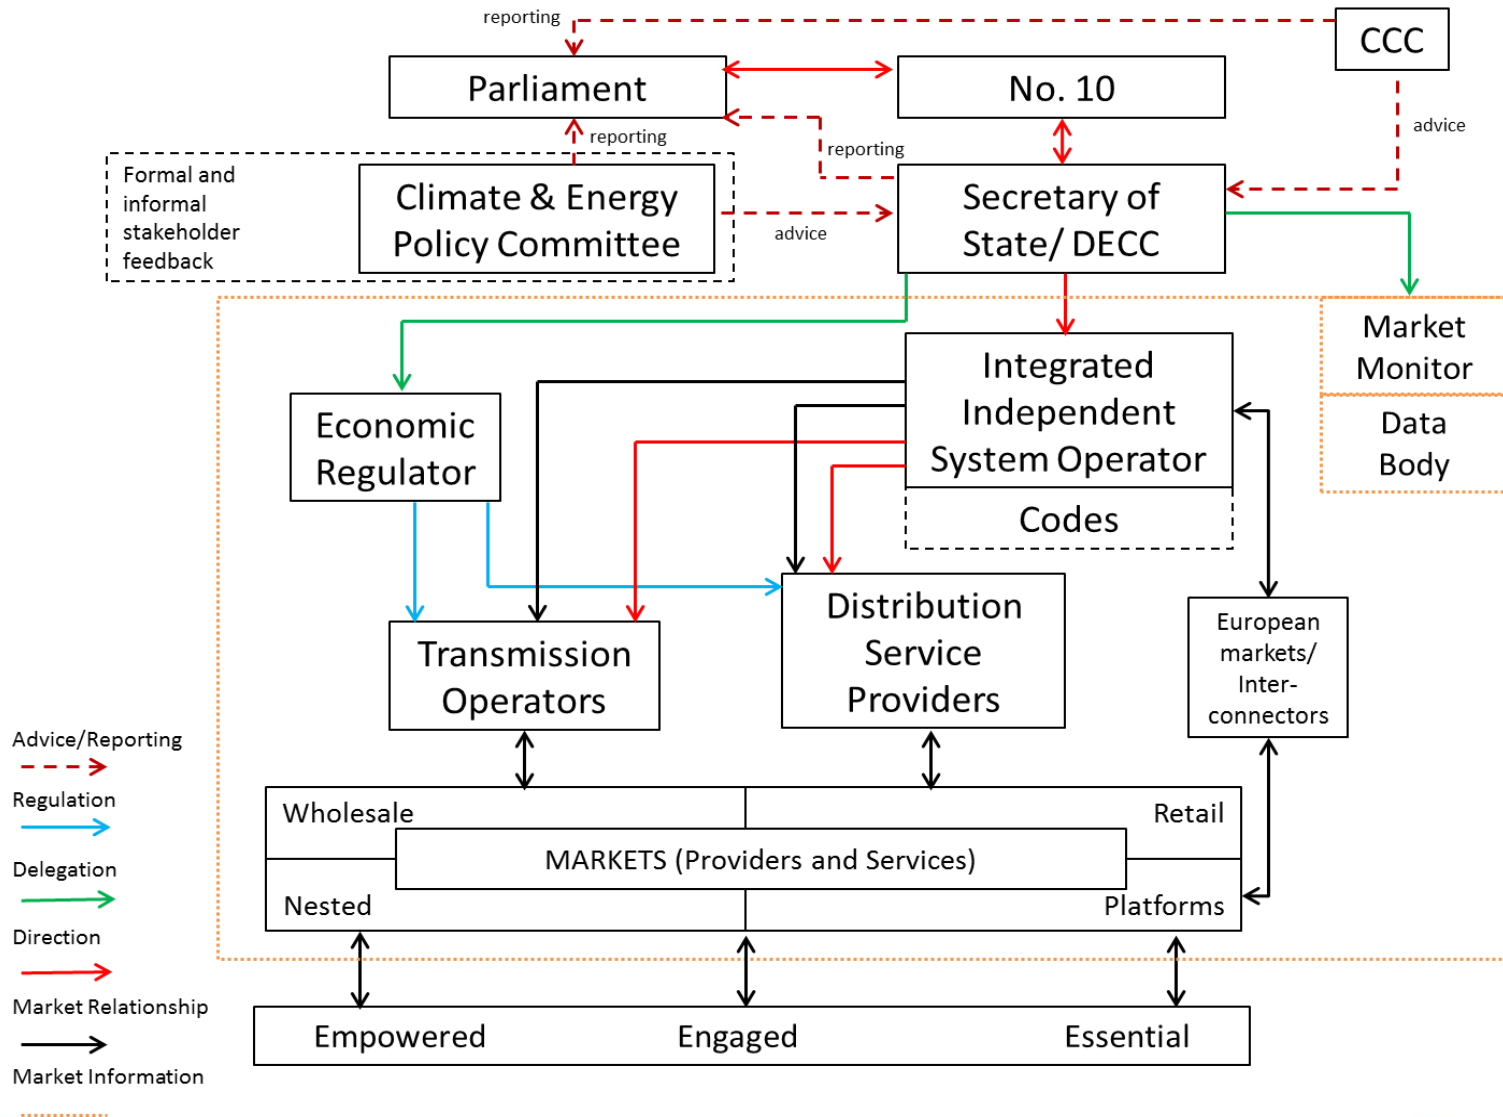 reporting
CCC
Parliament
No. 10
advice
reporting
reporting
Formal and
informal
stakeholder
feedback
Climate & Energy
Policy Committee
advice
Secretary of
State/ DECC
Market
Monitor
Data
Body
Integrated
Independent
System Operator
Codes
Economic
Regulator
Distribution
Service
Providers
Transmission
Operators
European
markets/
Inter-
connectors
Advice/Reporting
Regulation
Delegation
Direction
Market Relationship
Market Information
Wholesale
Retail
MARKETS (Providers and Services)
Nested
Platforms
Empowered
Engaged
Essential